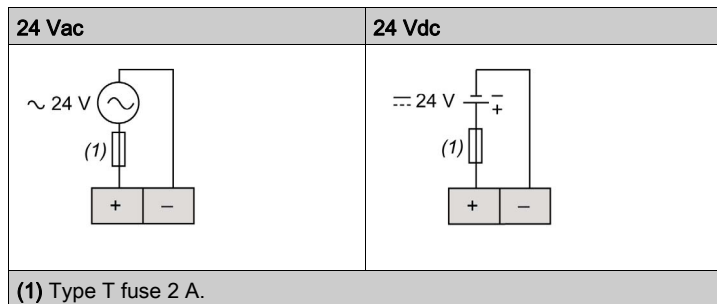 24 Vac
24 Vdc
~ 24 V
(1)
+
–
⎓ 24 V
–
+
(1)
+
–
(1) Type T fuse 2 A.